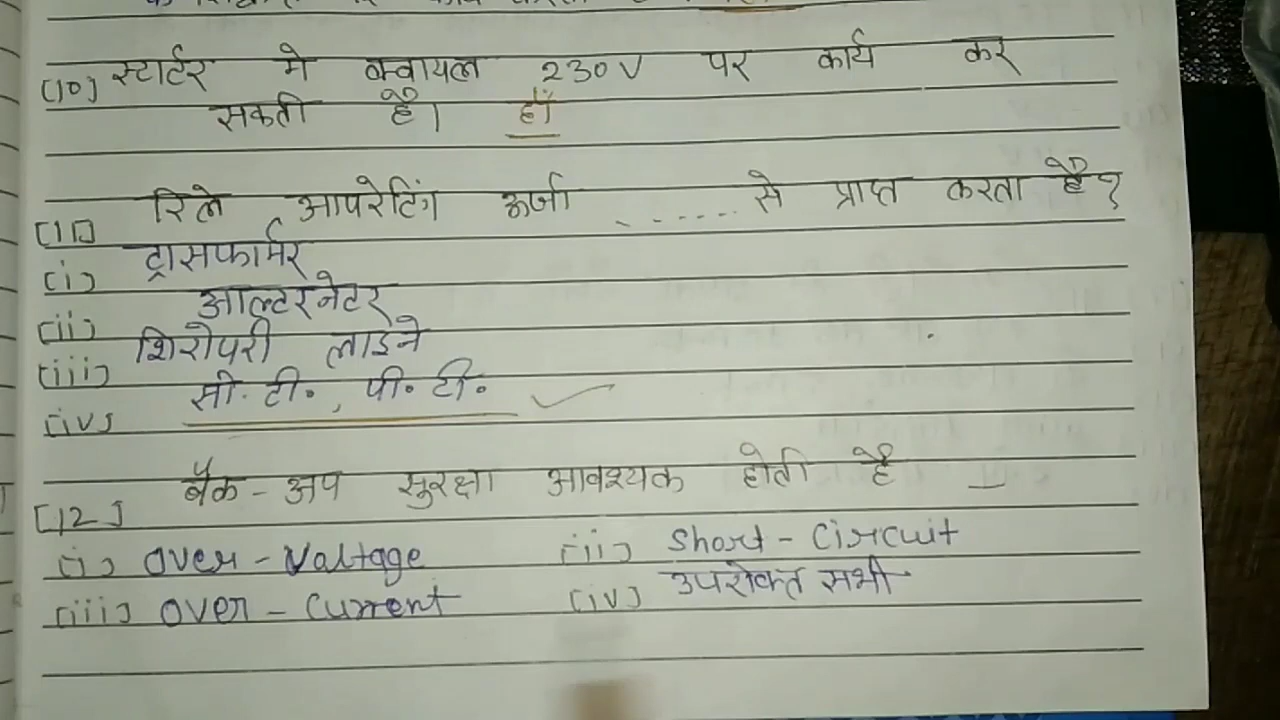 [10] स्टार्टर मे क्वायल 230V पर कार्य कर
सकती है। हाँ
[11] रिले आपरेटिंग ऊर्जा ...... से प्राप्त करता है?
(i) ट्रासफार्मर
(ii) आल्टरनेटर
(iii) शिरोपरी लाइने
(iv) सी. टी. , पी. टी.
[12] बैक-अप सुरक्षा आवश्यक होती है -
(i) over-voltage (ii) short-circuit
(iii) over-current (iv) उपरोक्त सभी